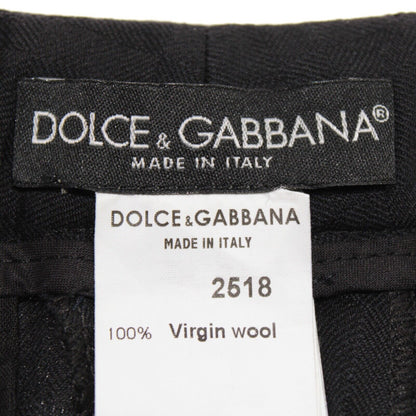 DOLCE & GABBANA®
MADE IN ITALY
DOLCE&GABBANA
MADE IN ITALY
2518
100% Virgin wool